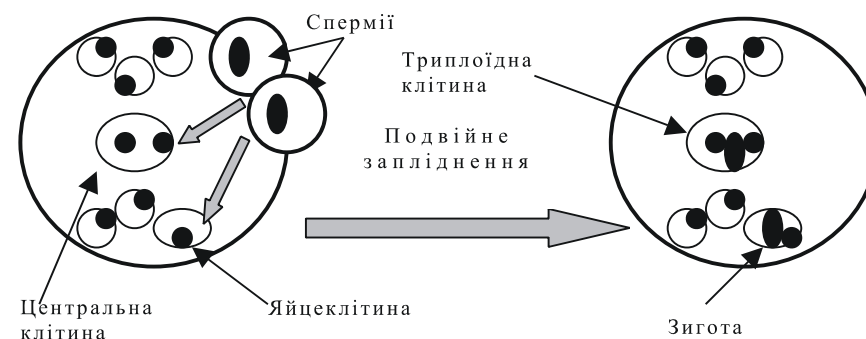 Спермії
Триплоїдна
клітина
Подвійне
запліднення
Центральна
клітина
Яйцеклітина
Зигота